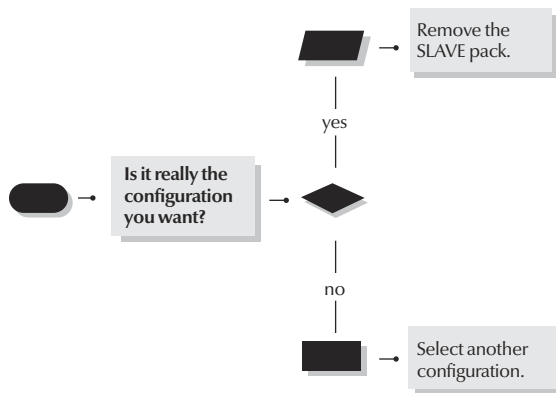 Remove the
SLAVE pack.
yes
Is it really the
configuration
you want?
no
Select another
configuration.